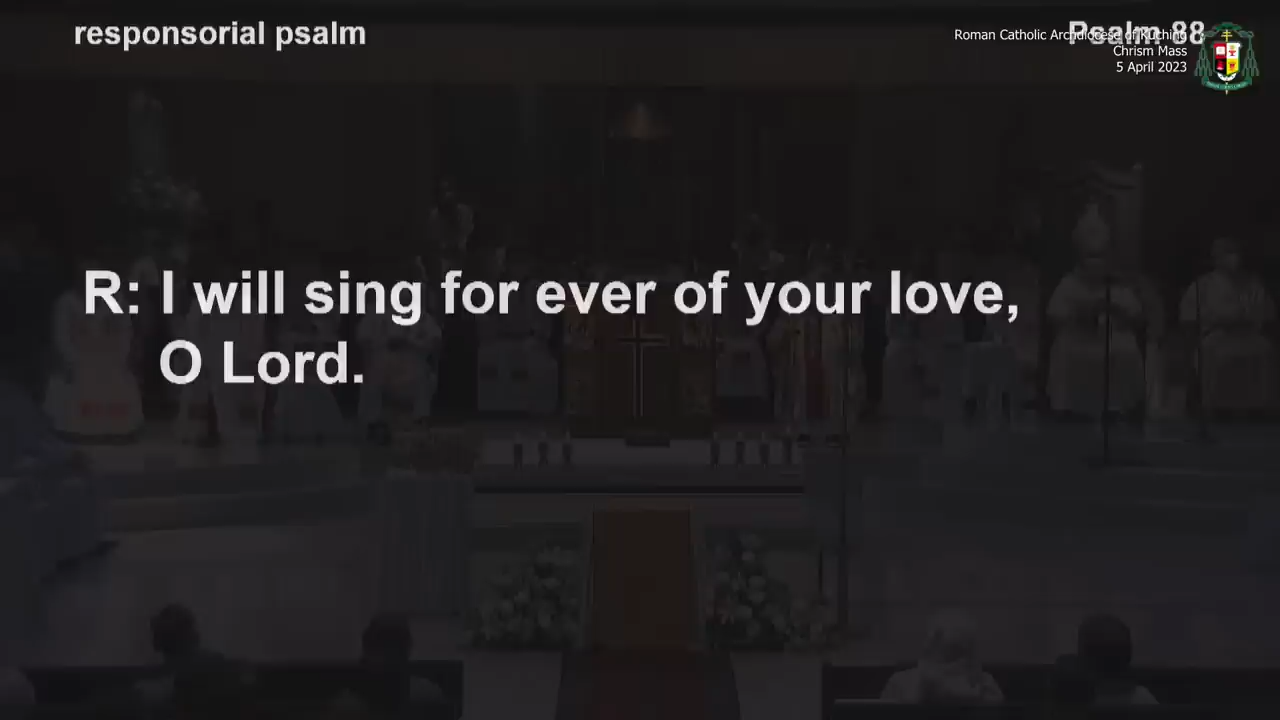 responsorial psalm
Psalm 88
Roman Catholic Archdiocese of Kuching
Chrism Mass
5 April 2023
R: I will sing for ever of your love,
O Lord.